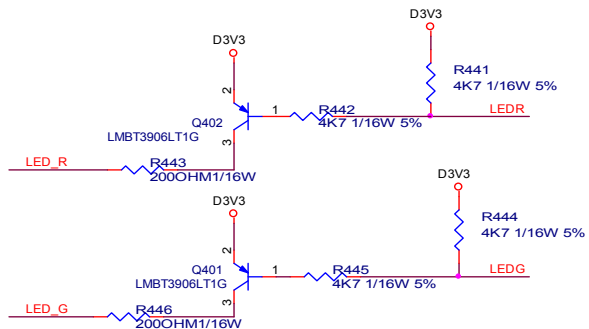 D3V3
D3V3
R441
4K7 1/16W 5%
2
Q402
LMBT3906LT1G
1
R442
4K7 1/16W 5%
LEDR
3
LED_R
R443
200OHM1/16W
D3V3
D3V3
R444
4K7 1/16W 5%
2
Q401
LMBT3906LT1G
1
R445
4K7 1/16W 5%
LEDG
3
LED_G
R446
200OHM1/16W